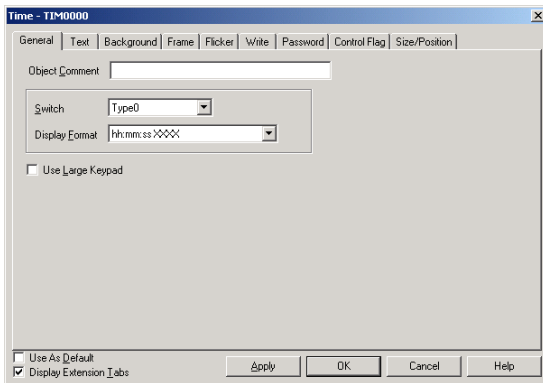 Time - TIM0000
General Text Background Frame Flicker Write Password Control Flag Size/Position
Object Comment
Switch Type0
Display Format hh:mm:ss XXXX
Use Large Keypad
Use As Default
Display Extension Tabs
Apply OK Cancel Help